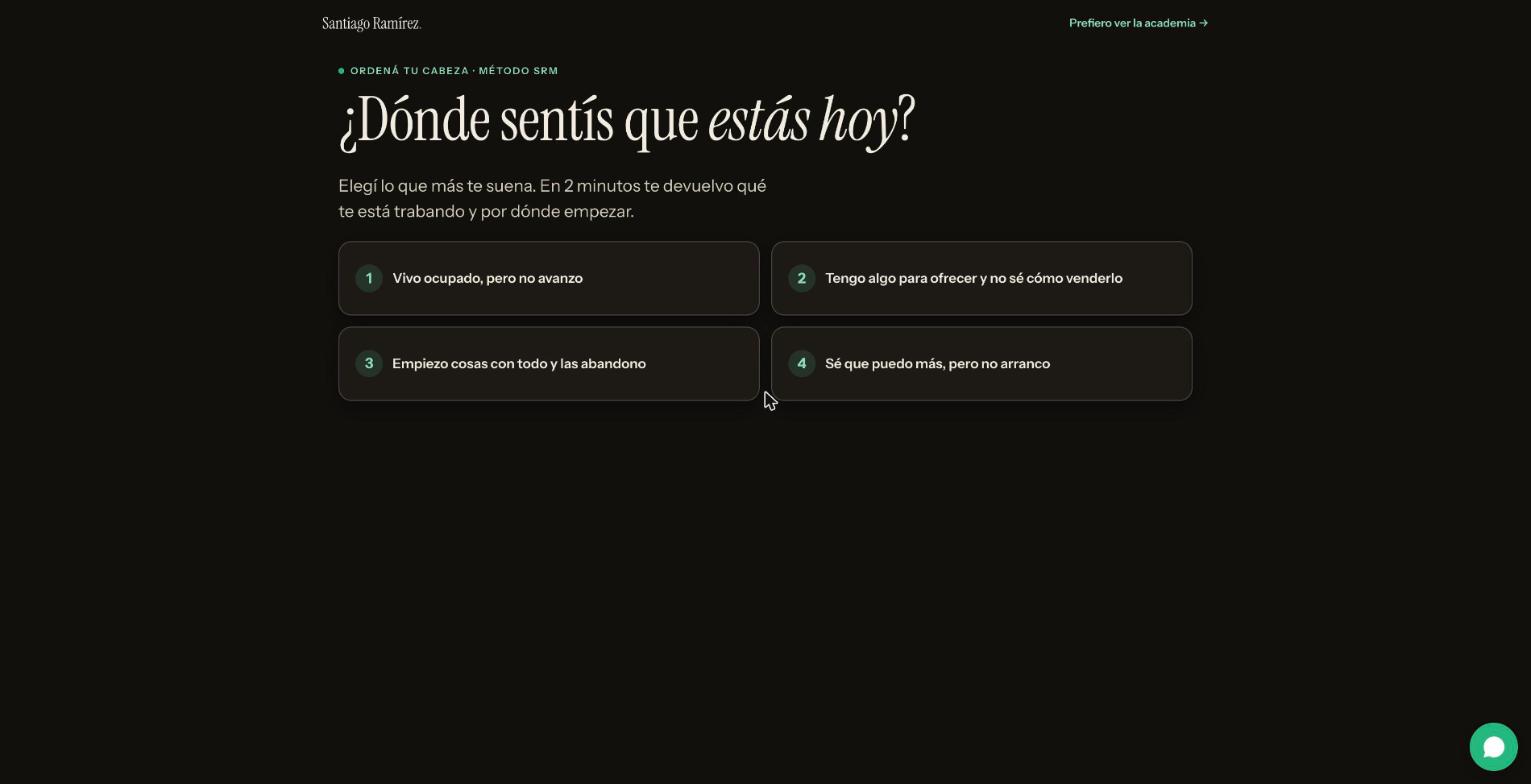 Santiago Ramírez.
Prefiero ver la academia →
ORDENÁ TU CABEZA · MÉTODO SRM
¿Dónde sentís que estás hoy?
Elegí lo que más te suena. En 2 minutos te devuelvo qué
te está trabando y por dónde empezar.
1 Vivo ocupado, pero no avanzo
2 Tengo algo para ofrecer y no sé cómo venderlo
3 Empiezo cosas con todo y las abandono
4 Sé que puedo más, pero no arranco